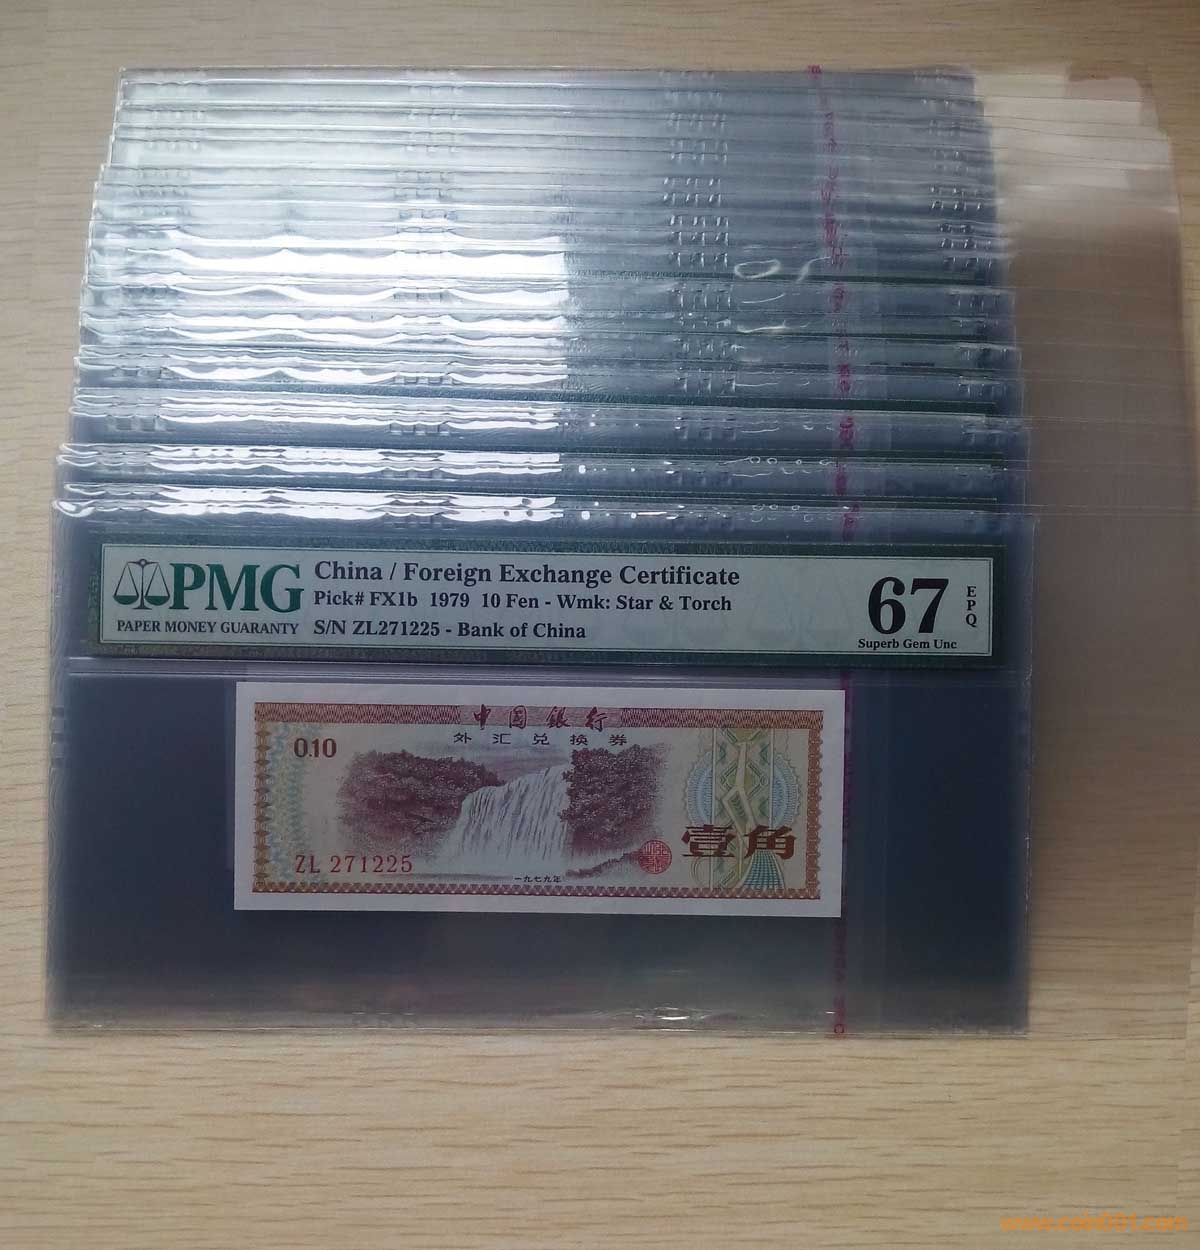 PMG
PAPER MONEY GUARANTY
China / Foreign Exchange Certificate
Pick# FX1b 1979 10 Fen - Wmk: Star & Torch
S/N ZL271225 - Bank of China
67
EPQ
Superb Gem Unc
中国银行
外汇兑换券
0.10
壹角
ZL 271225
一九七九年
www.coin001.com